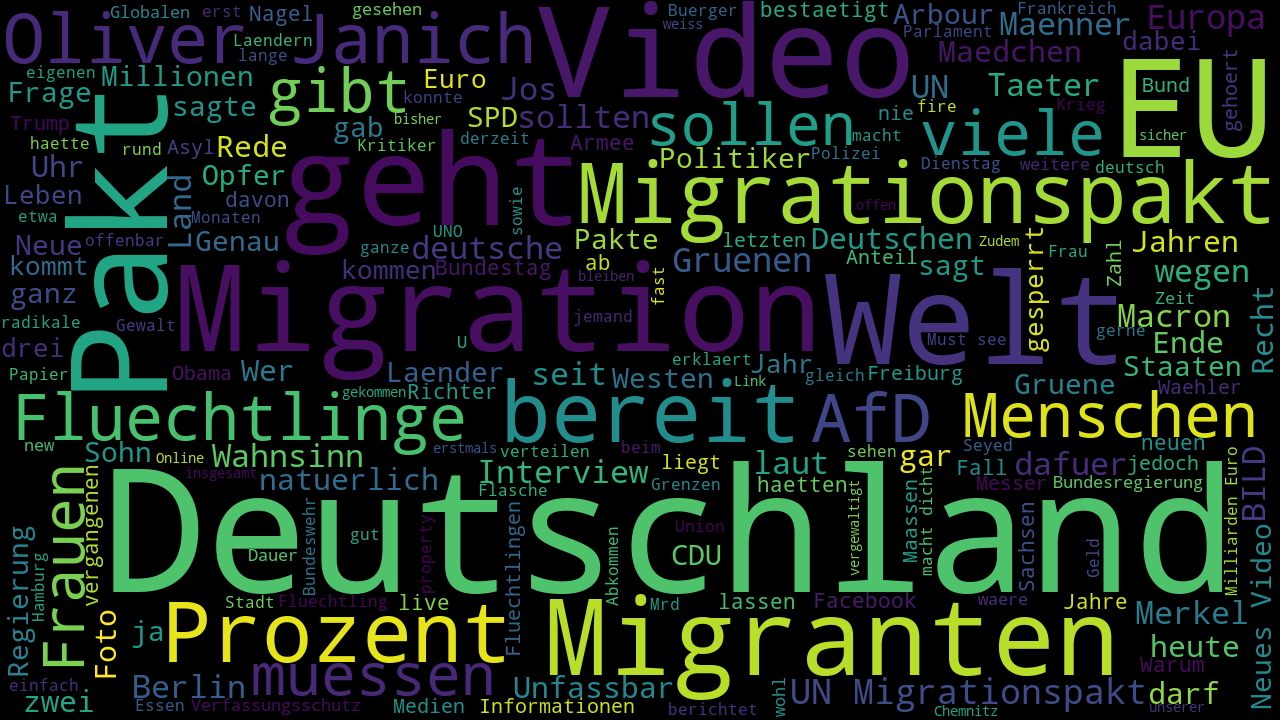 Globalen erst Nagel gesehen
Oliver Janich Video
Laendern
lange
Buerger bestaetigt
weiss
Arbour Frankreich
Maenner
Parlament
Europa
Maedchen dabei
eigenen Millionen
Frage sagte gibt
Euro Jos
konnte
UN Taeter
EU
Bund
gehoert
Trump
haette rund Asyl Rede
gab bisher SPD sollten
Kritiker derzeit Armee
sollen nie fire
macht viele
Krieg sicher
Pakt
Uhr Opfer geht
Politiker Polizei Dienstag weitere deutsch
Leben Land davon
etwa Monaten UNO sowie
Migrationspakt
offen
Neue offenbar Genau
ganze deutsche Pakte letzten Deutschen Zudem Frau Jahren
kommt kommen Bundestag ab
bleiben fast Gruenen Anteil sagt gesperrt Zahl wegen
ganz Migration Welt
Zeit Recht
radikale Gewalt jemand
Must see gerne Macron
drei U
erklaert Ende
Papier Obama Wer Laender seit Westen Jahr
Link gleich Freiburg Gruene Staaten
Waehler
gekommen Richter
Fluechtlinge bereit AfD Menschen
new Sohn Online Wahnsinn
erstmals verteilen beim sehen Seyed neuen
insgesamt natuerlich Interview liegt laut gar Fall dafuer jedoch
Flasche Grenzen haetten Messer Bundesregierung BILD
Frauen vergangenen Deutschland
Regierung Hamburg Bundeswehr Dauer gut property Fluechtlingen Abkommen Union CDU vergewaltigt Maassen macht dicht Sachsen Geld Milliarden Euro
Stadt Fluechtling live Mrd lassen Facebook waere Jahre
Foto Prozent Migranten Merkel
ja heute
Warum Neues Video
einfach Berlin muessen Unfassbar
zwei Essen Verfassungsschutz Medien Informationen berichtet wohl UN Migrationspakt darf
Chemnitz unserer